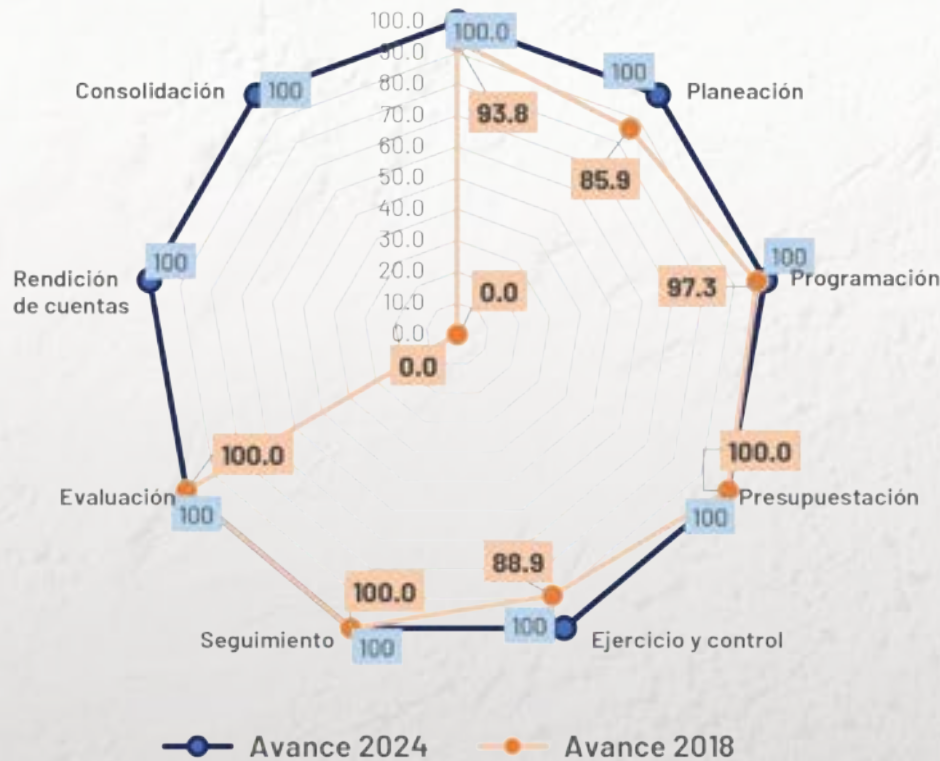 100.0
100.0
90.0
80.0
70.0
60.0
50.0
40.0
30.0
20.0
10.0
0.0
93.8
100
Planeación
85.9
100
Programación
97.3
100.0
Presupuestación
100
88.9
100
Ejercicio y control
100.0
Seguimiento
100
100.0
Evaluación
100
Rendición
de cuentas
100
0.0
Consolidación
100
0.0
Avance 2024
Avance 2018